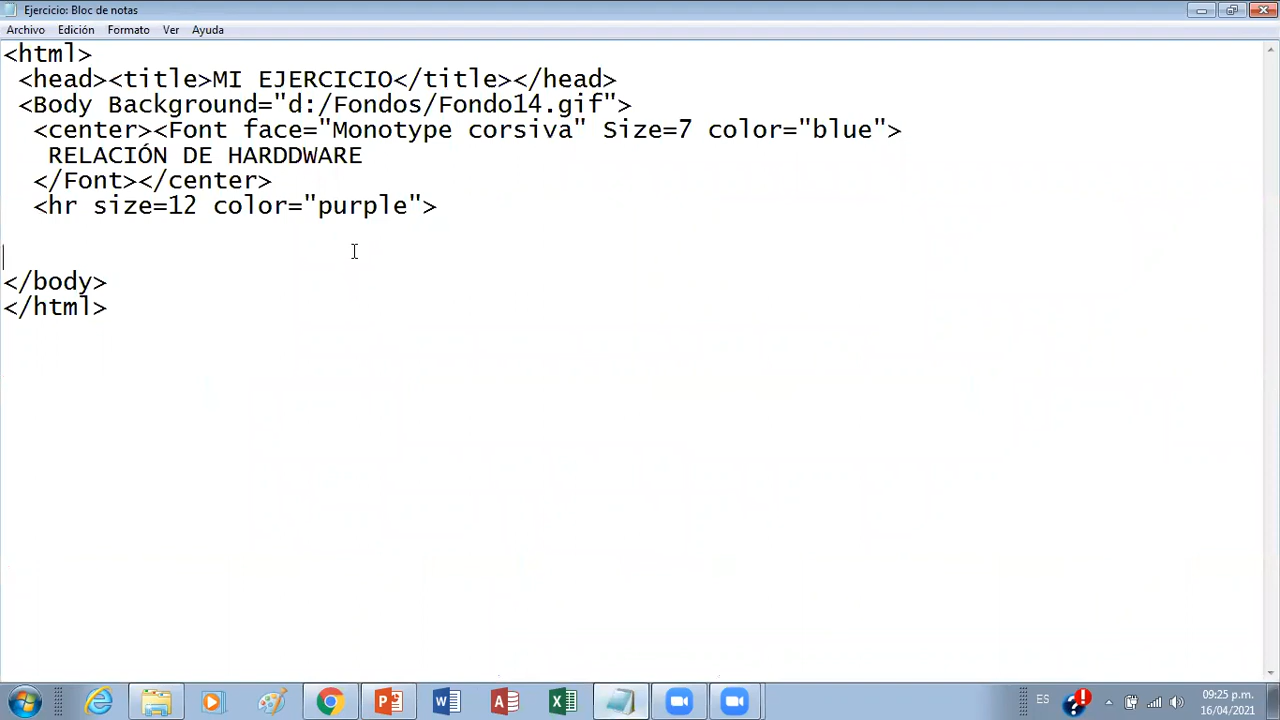 Ejercicio: Bloc de notas
Archivo Edición Formato Ver Ayuda
<html>
<head><title>MI EJERCICIO</title></head>
<Body Background="d:/Fondos/Fondo14.gif">
<center><Font face="Monotype corsiva" Size=7 color="blue">
RELACIÓN DE HARDDWARE
</Font></center>
<hr size=12 color="purple">
</body>
</html>
ES
09:25 p.m.
16/04/2021